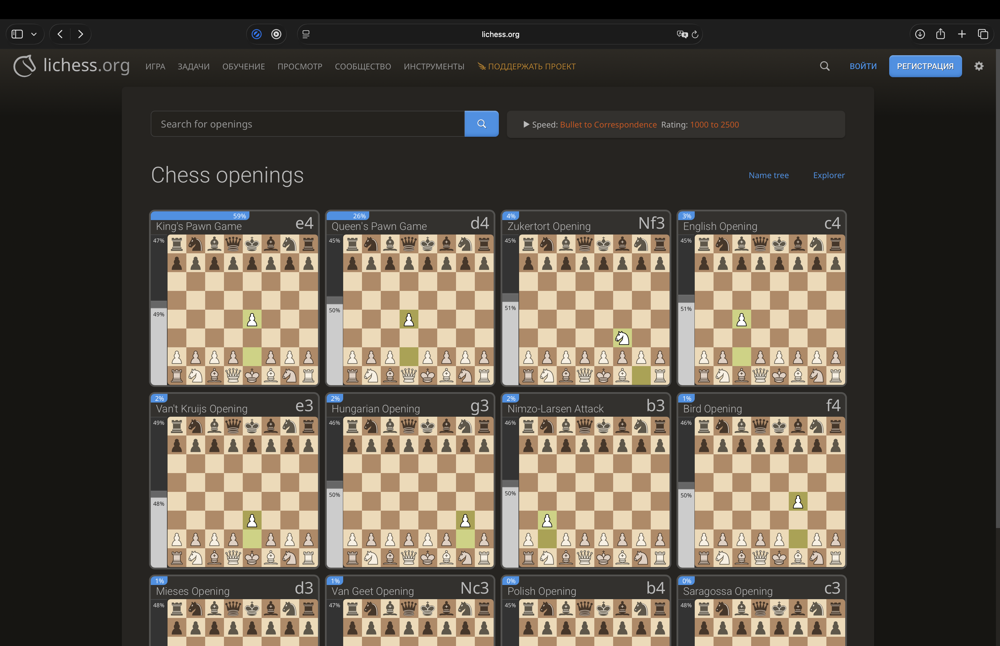 lichess.org
lichess.org
ИГРА ЗАДАЧИ ОБУЧЕНИЕ ПРОСМОТР СООБЩЕСТВО ИНСТРУМЕНТЫ ПОДДЕРЖАТЬ ПРОЕКТ
ВОЙТИ РЕГИСТРАЦИЯ
Search for openings
Speed: Bullet to Correspondence Rating: 1000 to 2500
Chess openings
Name tree Explorer
59%
King's Pawn Game e4
47%
49%
26%
Queen's Pawn Game d4
45%
50%
4%
Zukertort Opening Nf3
45%
51%
3%
English Opening c4
45%
51%
2%
Van't Kruijs Opening e3
49%
48%
2%
Hungarian Opening g3
46%
50%
2%
Nimzo-Larsen Attack b3
46%
50%
1%
Bird Opening f4
46%
50%
1%
Mieses Opening d3
48%
1%
Van Geet Opening Nc3
47%
0%
Polish Opening b4
45%
0%
Saragossa Opening c3
48%